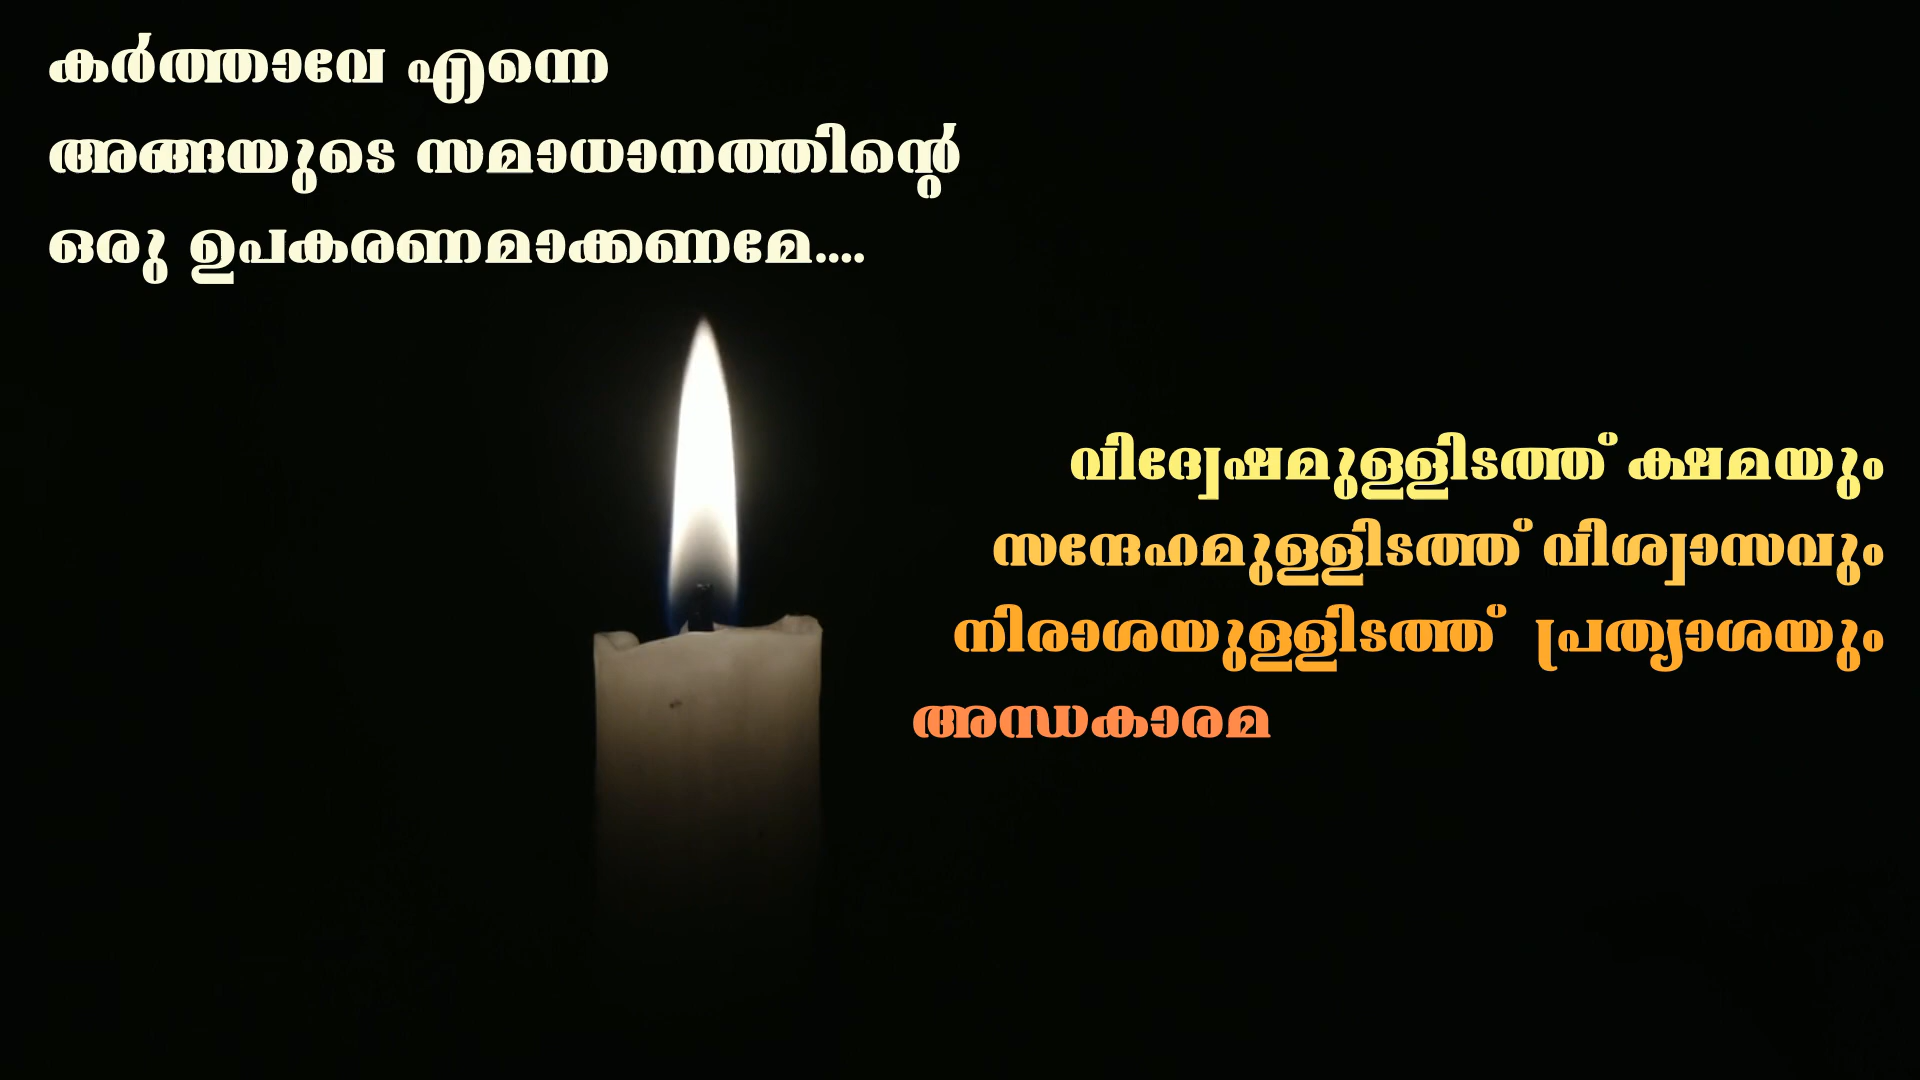 കർത്താവേ എന്നെ
അങ്ങയുടെ സമാധാനത്തിന്റെ
ഒരു ഉപകരണമാക്കണമേ....
വിദ്വേഷമുള്ളിടത്ത് ക്ഷമയും
സന്ദേഹമുള്ളിടത്ത് വിശ്വാസവും
നിരാശയുള്ളിടത്ത് പ്രത്യാശയും
അന്ധകാരമ